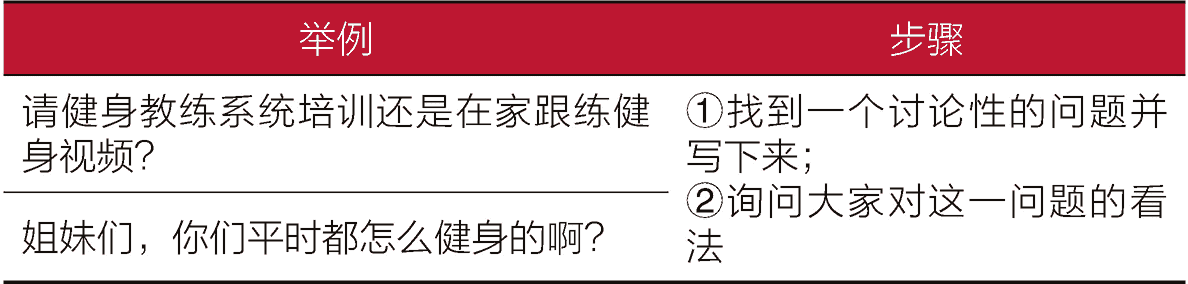 举例
步骤
请健身教练系统培训还是在家跟练健
身视频？
姐妹们，你们平时都怎么健身的啊？
①找到一个讨论性的问题并
写下来；
②询问大家对这一问题的看
法